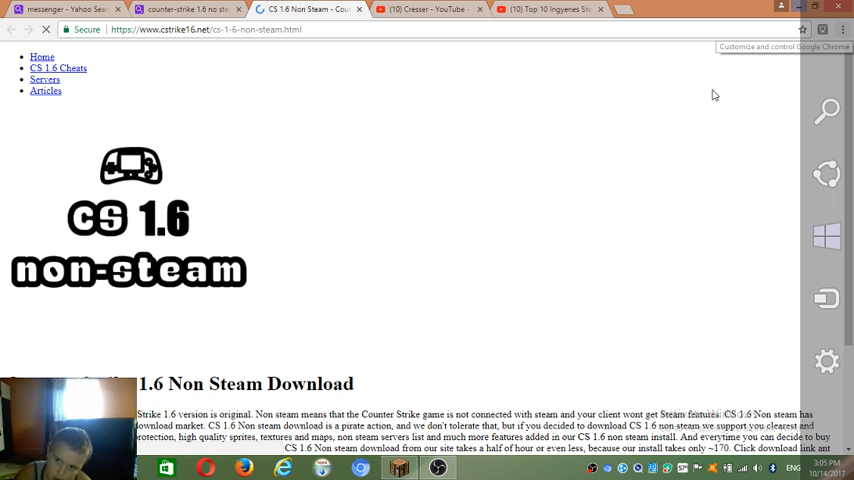 messenger - Yahoo Sear
counter-strike 1.6 no ste
CS 1.6 Non Steam - Cou
(10) Cresser - YouTube -
(10) Top 10 Ingyenes Ste
Secure https://www.cstrike16.net/cs-1-6-non-steam.html
Customize and control Google Chrome
Home
CS 1.6 Cheats
Servers
Articles
CS 1.6
non-steam
1.6 Non Steam Download
Strike 1.6 version is original. Non steam means that the Counter Strike game is not connected with steam and your client wont get Steam features. CS 1.6 Non steam has
ownload market. CS 1.6 Non Steam download is a pirate action, and we don't tolerate that, but if you decided to download CS 1.6 non steam we support you clearest and
protection, high quality sprites, textures and maps, non steam servers list and much more features added in our CS 1.6 non steam install. And everytime you can decide to buy
CS 1.6 Non Steam download from our site takes a half of hour or even less, because our install takes only ~170. Click download link ant
ENG
3:05 PM
10/14/2017